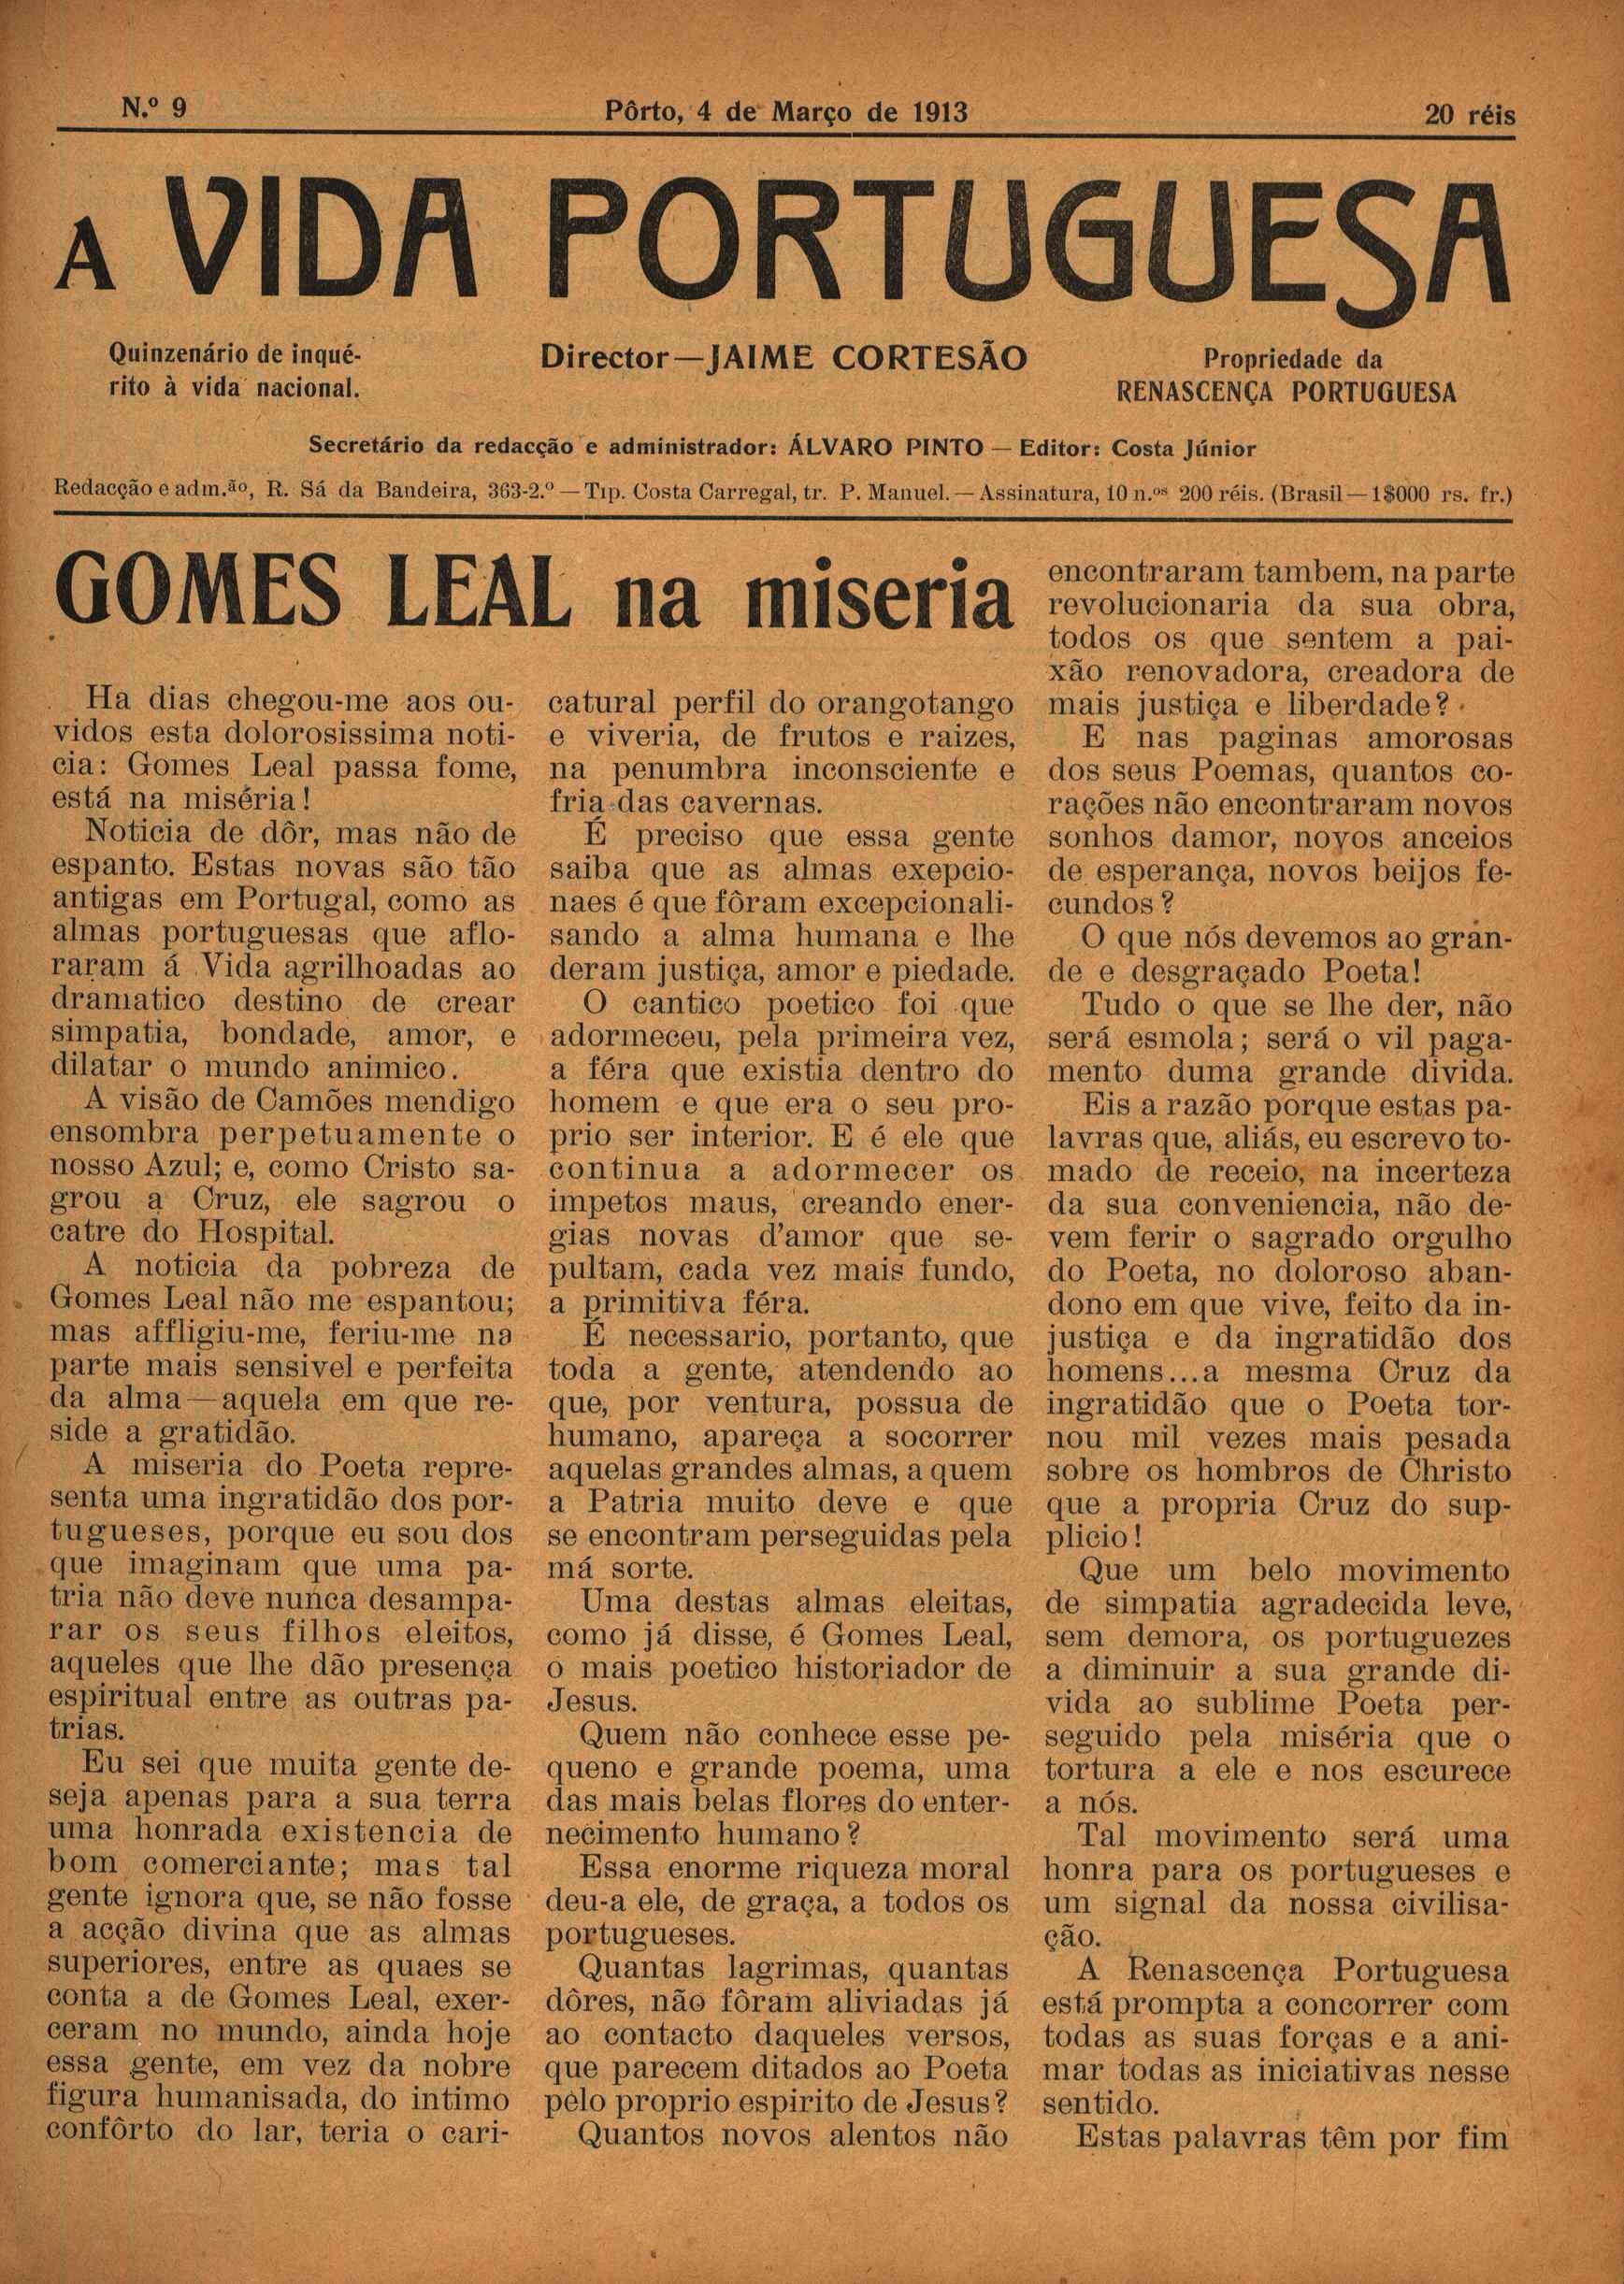 N.º 9
Pôrto, 4 de Março de 1913
20 réis
A VIDA PORTUGUESA
Quinzenário de inqué-
rito à vida nacional.
Director—JAIME CORTESÃO
Propriedade da
RENASCENÇA PORTUGUESA
Secretário da redacção e administrador: ÁLVARO PINTO — Editor: Costa Júnior
Redacção e adm.ão, R. Sá da Bandeira, 363-2.º — Tip. Costa Carregal, tr. P. Manuel. — Assinatura, 10 n.os 200 réis. (Brasil — 1$000 rs. fr.)
GOMES LEAL na miseria
Ha dias chegou-me aos ou-
vidos esta dolorosissima noti-
cia: Gomes Leal passa fome,
está na miséria!
Noticia de dôr, mas não de
espanto. Estas novas são tão
antigas em Portugal, como as
almas portuguesas que aflo-
raram á Vida agrilhoadas ao
dramatico destino de crear
simpatia, bondade, amor, e
dilatar o mundo animico.
A visão de Camões mendigo
ensombra perpetuamente o
nosso Azul; e, como Cristo sa-
grou a Cruz, ele sagrou o
catre do Hospital.
A noticia da pobreza de
Gomes Leal não me espantou;
mas affligiu-me, feriu-me na
parte mais sensivel e perfeita
da alma—aquela em que re-
side a gratidão.
A miseria do Poeta repre-
senta uma ingratidão dos por-
tugueses, porque eu sou dos
que imaginam que uma pa-
tria não deve nunca desampa-
rar os seus filhos eleitos,
aqueles que lhe dão presença
espiritual entre as outras pa-
trias.
Eu sei que muita gente de-
seja apenas para a sua terra
uma honrada existencia de
bom comerciante; mas tal
gente ignora que, se não fosse
a acção divina que as almas
superiores, entre as quaes se
conta a de Gomes Leal, exer-
ceram no mundo, ainda hoje
essa gente, em vez da nobre
figura humanisada, do intimo
confôrto do lar, teria o cari-
catural perfil do orangotango
e viveria, de frutos e raizes,
na penumbra inconsciente e
fria das cavernas.
É preciso que essa gente
saiba que as almas exepcio-
naes é que fôram excepcionali-
sando a alma humana e lhe
deram justiça, amor e piedade.
O cantico poetico foi que
adormeceu, pela primeira vez,
a féra que existia dentro do
homem e que era o seu pro-
prio ser interior. E é ele que
continua a adormecer os
impetos maus, creando ener-
gias novas d'amor que se-
pultam, cada vez mais fundo,
a primitiva féra.
É necessario, portanto, que
toda a gente, atendendo ao
que, por ventura, possua de
humano, apareça a socorrer
aquelas grandes almas, a quem
a Patria muito deve e que
se encontram perseguidas pela
má sorte.
Uma destas almas eleitas,
como já disse, é Gomes Leal,
o mais poetico historiador de
Jesus.
Quem não conhece esse pe-
queno e grande poema, uma
das mais belas flores do enter-
necimento humano?
Essa enorme riqueza moral
deu-a ele, de graça, a todos os
portugueses.
Quantas lagrimas, quantas
dôres, não fôram aliviadas já
ao contacto daqueles versos,
que parecem ditados ao Poeta
pelo proprio espirito de Jesus?
Quantos novos alentos não
encontraram tambem, na parte
revolucionaria da sua obra,
todos os que sentem a pai-
xão renovadora, creadora de
mais justiça e liberdade?
E nas paginas amorosas
dos seus Poemas, quantos co-
rações não encontraram novos
sonhos damor, novos anceios
de esperança, novos beijos fe-
cundos?
O que nós devemos ao gran-
de e desgraçado Poeta!
Tudo o que se lhe der, não
será esmola; será o vil paga-
mento duma grande divida.
Eis a razão porque estas pa-
lavras que, aliás, eu escrevo to-
mado de receio, na incerteza
da sua conveniencia, não de-
vem ferir o sagrado orgulho
do Poeta, no doloroso aban-
dono em que vive, feito da in-
justiça e da ingratidão dos
homens...a mesma Cruz da
ingratidão que o Poeta tor-
nou mil vezes mais pesada
sobre os hombros de Christo
que a propria Cruz do sup-
plicio!
Que um belo movimento
de simpatia agradecida leve,
sem demora, os portuguezes
a diminuir a sua grande di-
vida ao sublime Poeta per-
seguido pela miséria que o
tortura a ele e nos escurece
a nós.
Tal movimento será uma
honra para os portugueses e
um signal da nossa civilisa-
ção.
A Renascença Portuguesa
está prompta a concorrer com
todas as suas forças e a ani-
mar todas as iniciativas nesse
sentido.
Estas palavras têm por fim